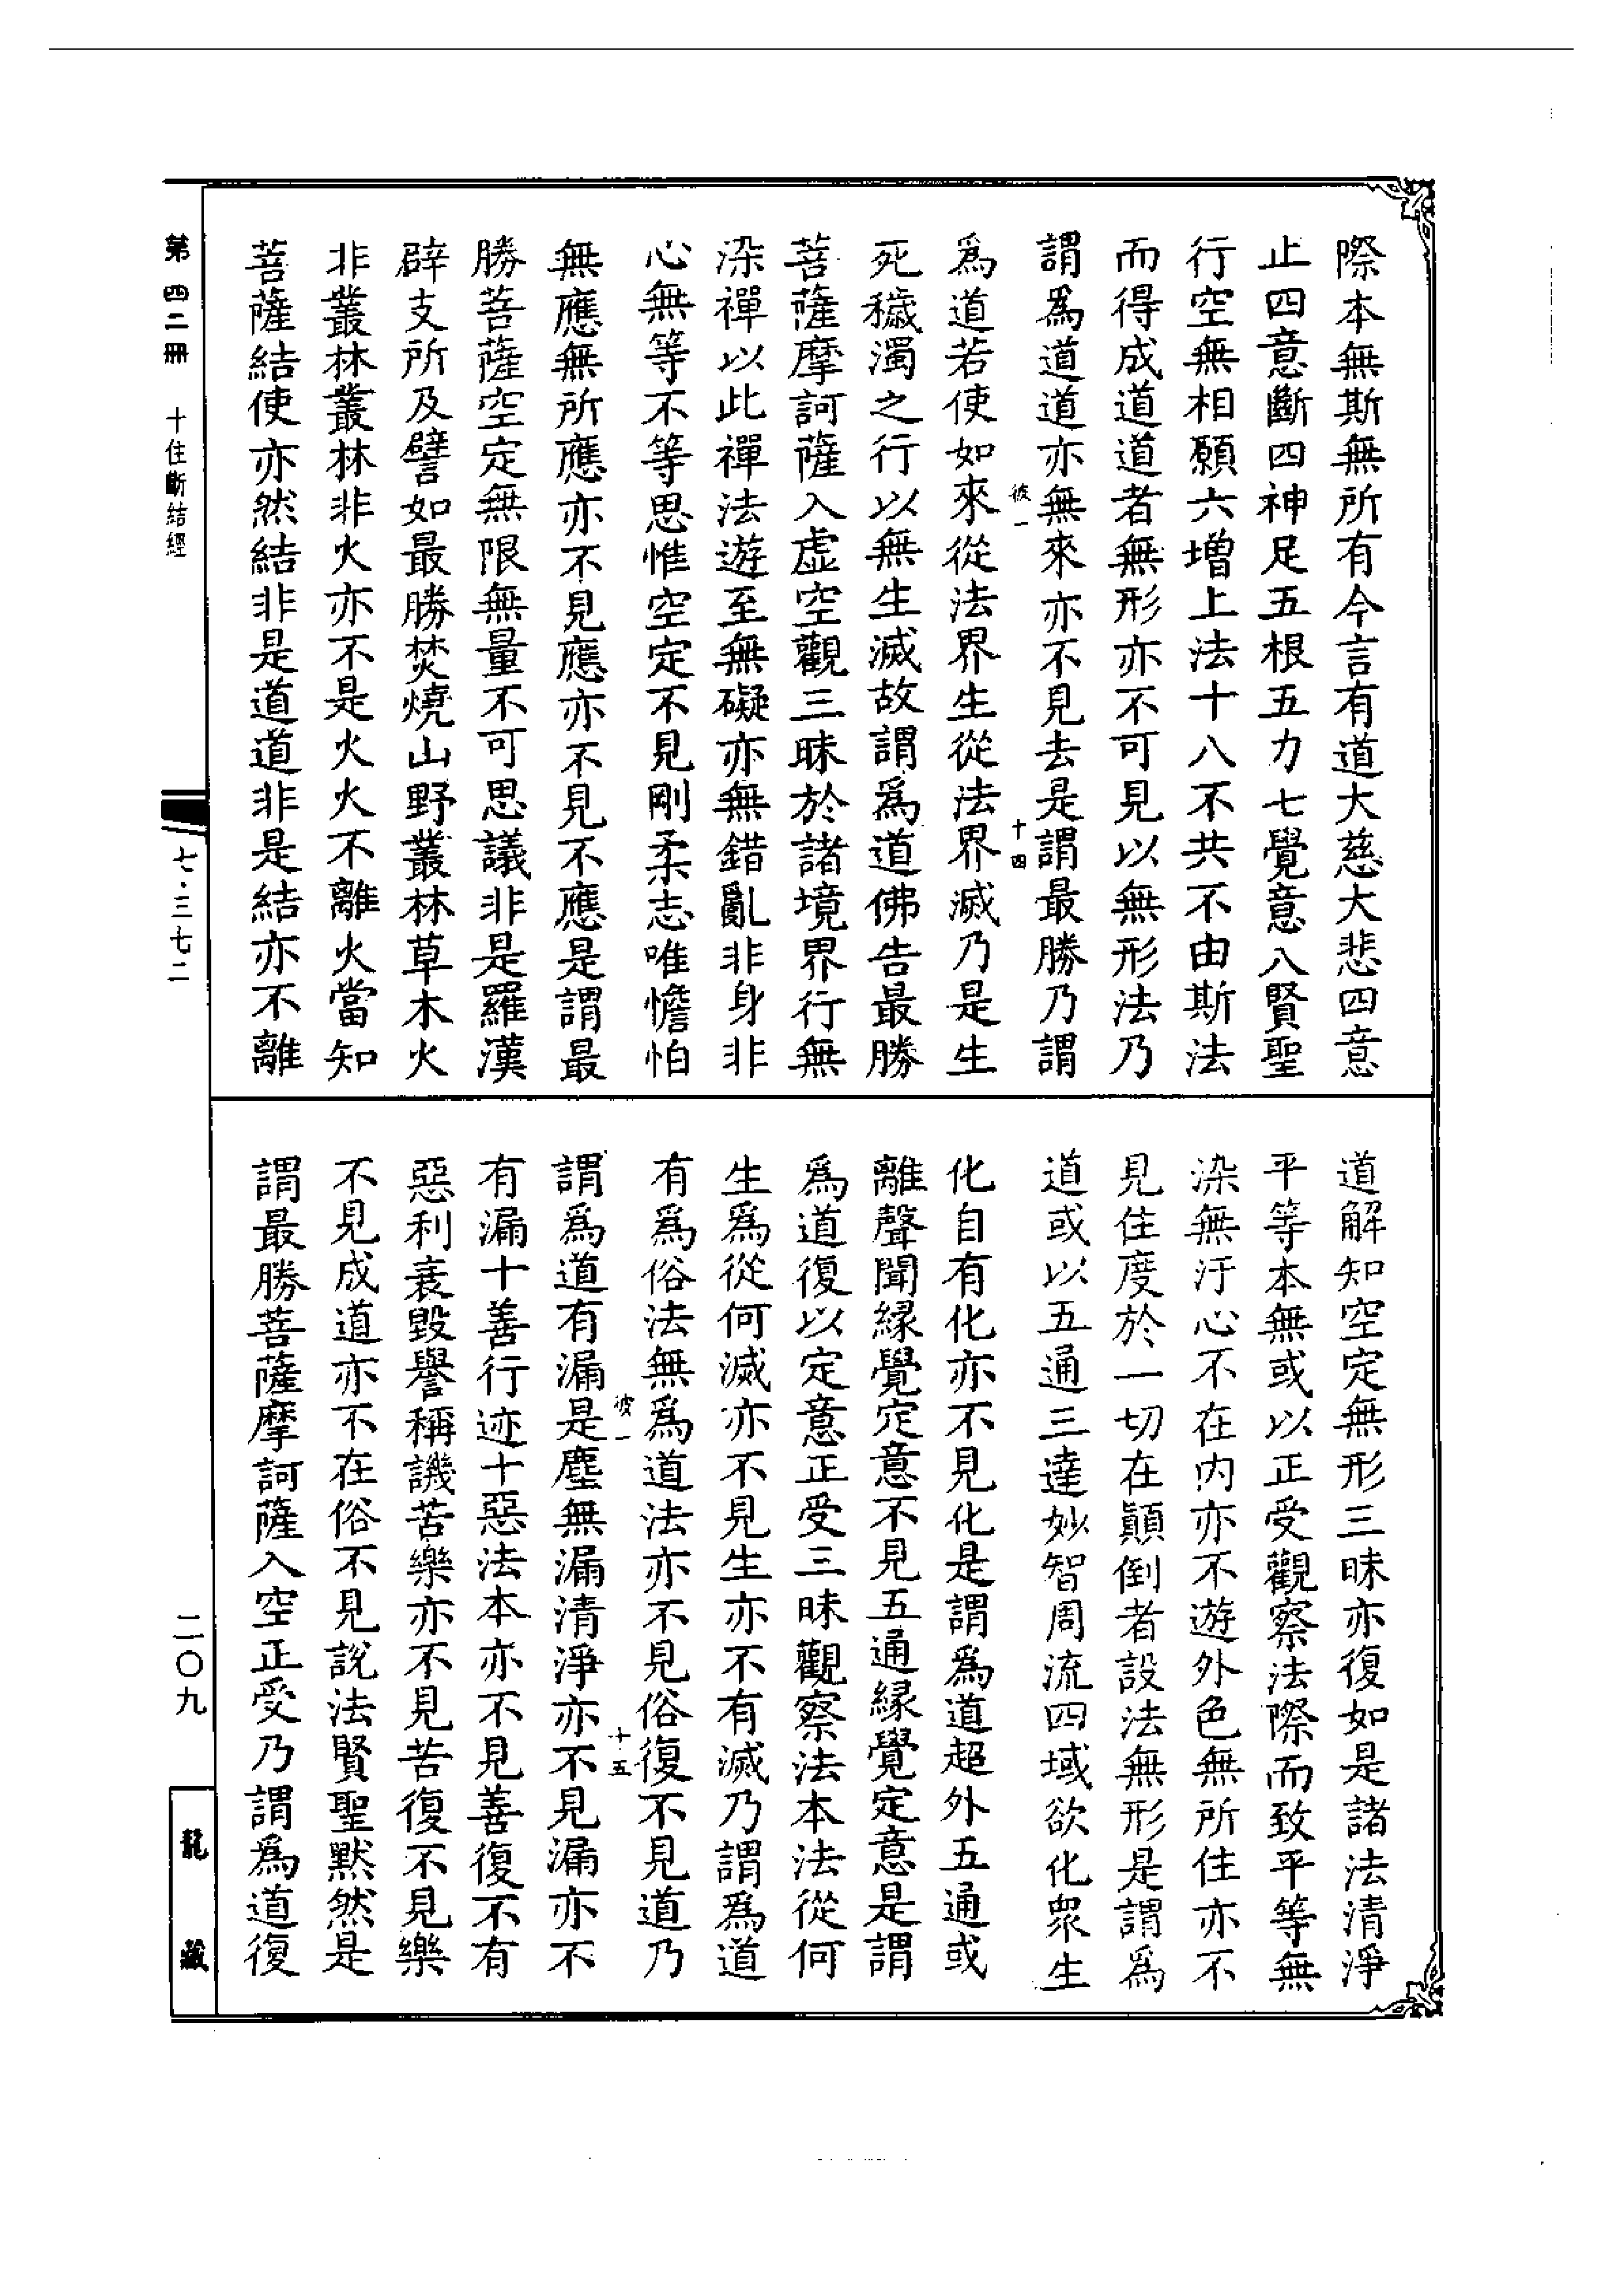 際本無斯無所有今言有道大慈大悲四意
止四意斷四神足五根五力七覺意八賢聖
行空無相願六增上法十八不共不由斯法
而得成道道者無形亦不可見以無形法乃
謂爲道道亦無來亦不見去是謂最勝乃謂
彼一
十四
爲道若使如來從法界生從法界滅乃是生
死穢濁之行以無生滅故謂爲道佛告最勝
菩薩摩訶薩入虛空觀三昧於諸境界行無
染禪以此禪法遊至無礙亦無錯亂非身非
心無等不等思惟空定不見剛柔志唯憺怕
無應無所應亦不見應亦不見不應是謂最
勝菩薩空定無限無量不可思議非是羅漢
辟支所及譬如最勝焚燒山野叢林草木火
非叢林叢林非火亦不是火火不離火當知
菩薩結使亦然結非是道道非是結亦不離
道解知空定無形三昧亦復如是諸法清淨
平等本無或以正受觀察法際而致平等無
染無汙心不在内亦不遊外色無所住亦不
見住度於一切在顛倒者設法無形是謂爲
道或以五通三達妙智周流四域欲化衆生
化自有化亦不見化是謂爲道超外五通或
離聲聞緣覺定意不見五通緣覺定意是謂
爲道復以定意正受三昧觀察法本法從何
生爲從何滅亦不見生亦不有滅乃謂爲道
有爲俗法無爲道法亦不見俗復不見道乃
彼一
十五
謂爲道有漏是塵無漏清淨亦不見漏亦不
有漏十善行迹十惡法本亦不見善復不有
惡利衰毀譽稱譏苦樂亦不見苦復不見樂
不見成道亦不在俗不見說法賢聖默然是
謂最勝菩薩摩訶薩入空正受乃謂爲道復
第四二冊 十住斷結經
七·三七二
二〇九
龍藏